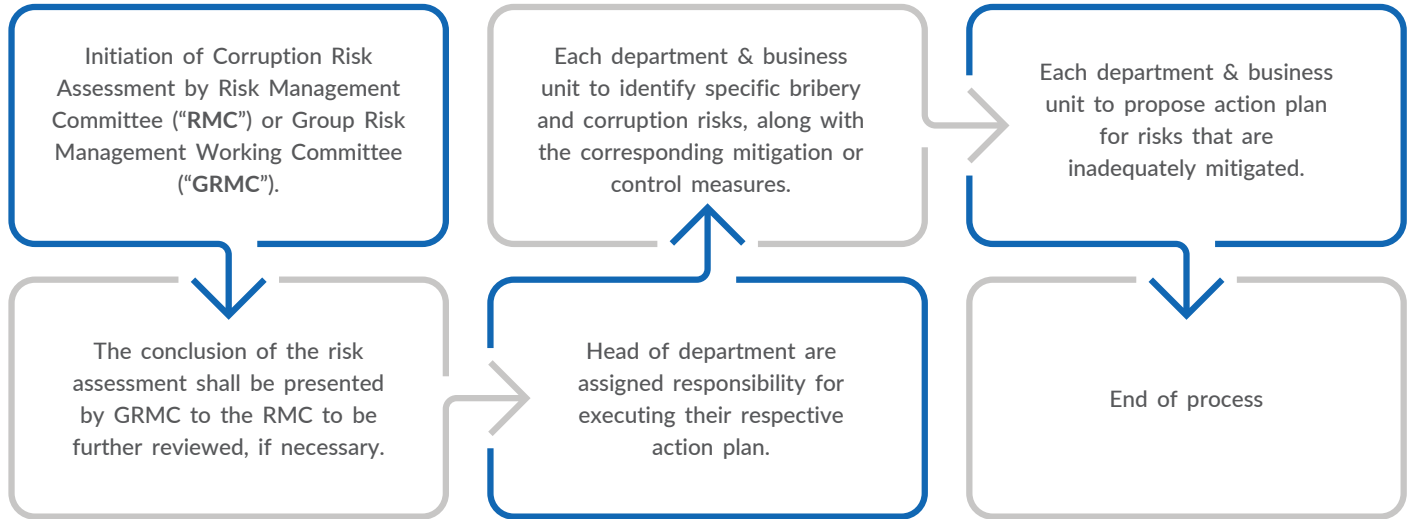 Initiation of Corruption Risk
Assessment by Risk Management
Committee (“RMC”) or Group Risk
Management Working Committee
(“GRMC”).
The conclusion of the risk
assessment shall be presented
by GRMC to the RMC to be
further reviewed, if necessary.
Head of department are
assigned responsibility for
executing their respective
action plan.
Each department & business
unit to identify specific bribery
and corruption risks, along with
the corresponding mitigation or
control measures.
Each department & business
unit to propose action plan
for risks that are
inadequately mitigated.
End of process